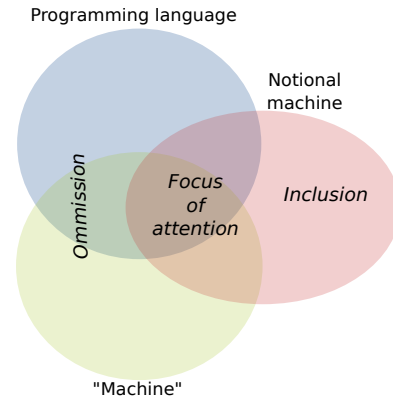 Programming language
Notional
machine
Ommission
Focus
of
attention
Inclusion
"Machine"